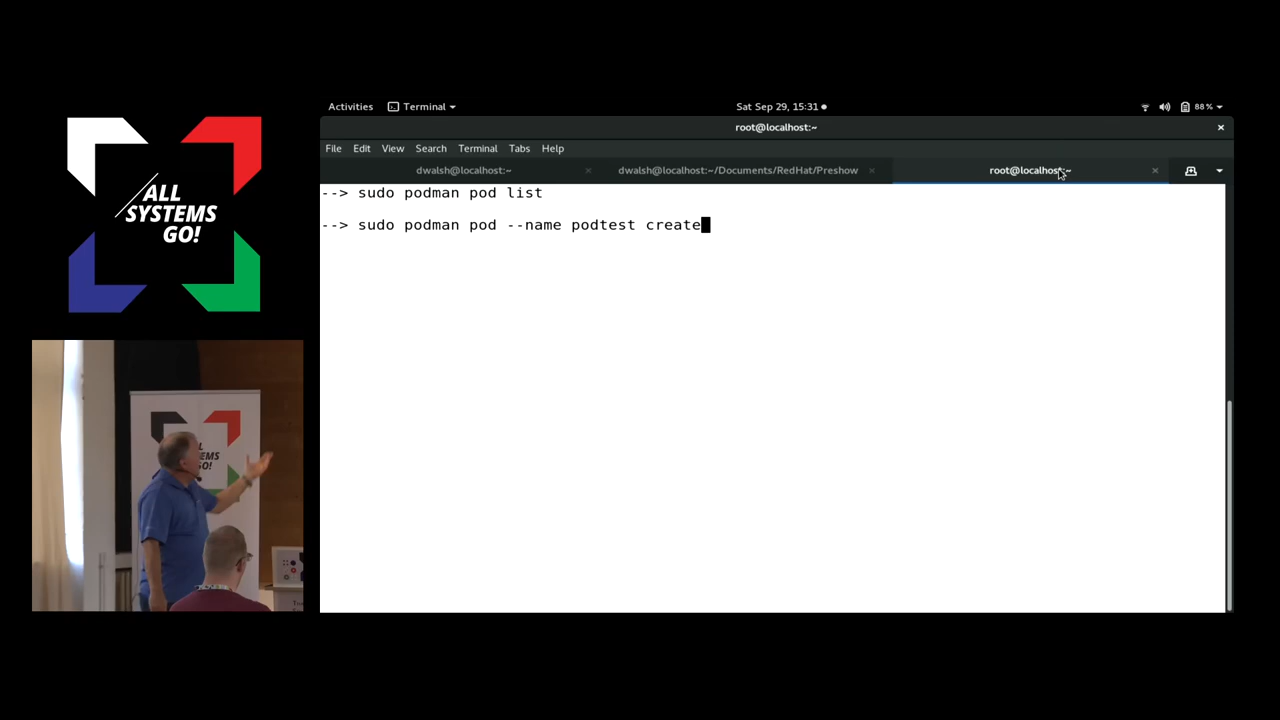 ALL
SYSTEMS
GO!
Activities
Terminal
Sat Sep 29, 15:31
88%
root@localhost:~
File Edit View Search Terminal Tabs Help
dwalsh@localhost:~
dwalsh@localhost:~/Documents/RedHat/Preshow
root@localhost:~
--> sudo podman pod list
--> sudo podman pod --name podtest create
GO!